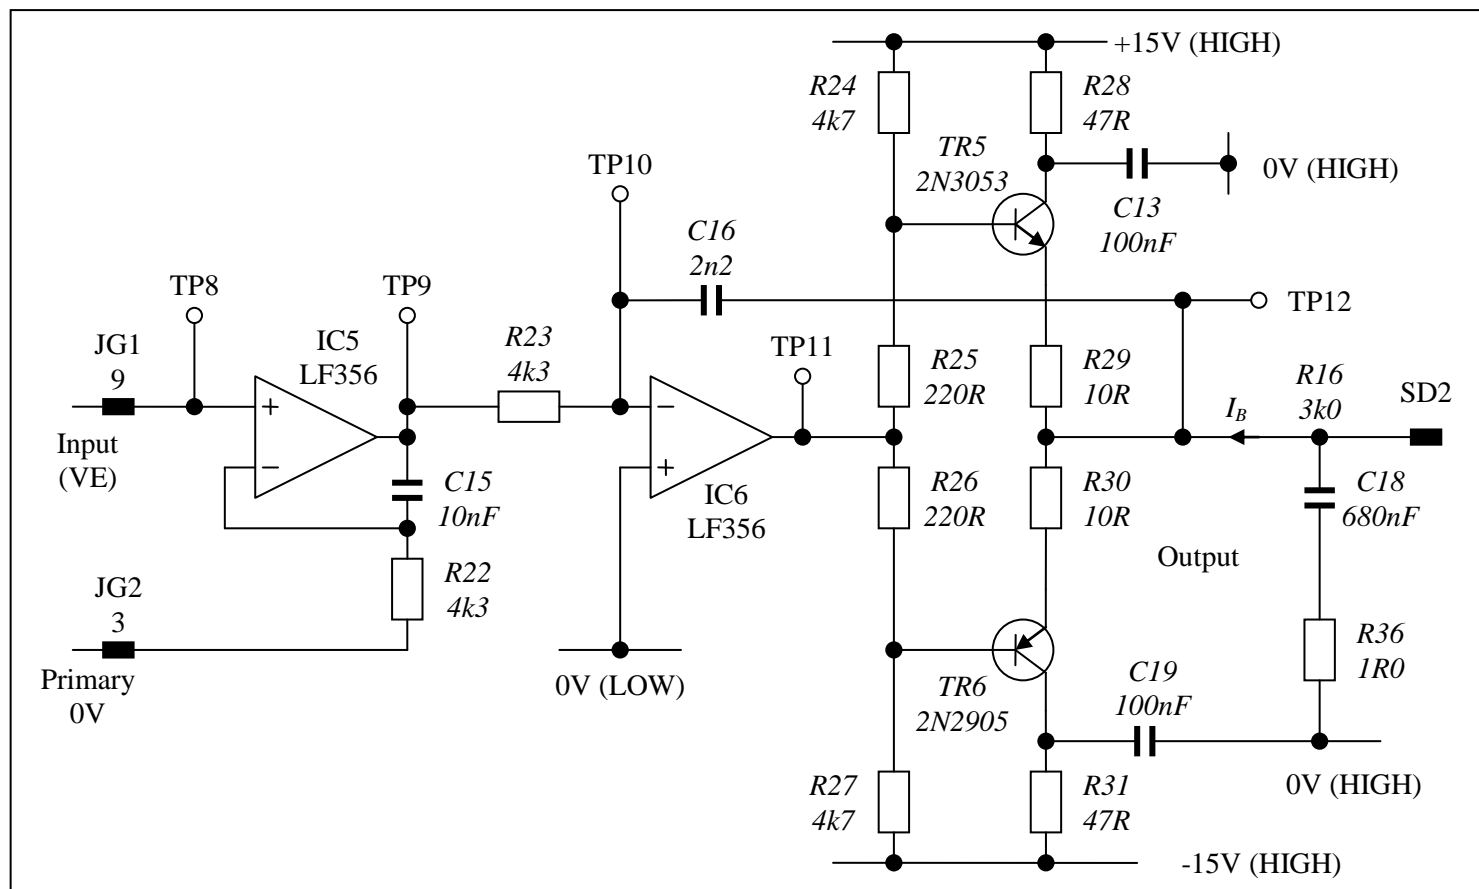 +15V (HIGH)
R24
4k7
R28
47R
TR5
2N3053
0V (HIGH)
C13
100nF
TP10
C16
2n2
TP8
TP9
TP12
JG1
9
IC5
LF356
R23
4k3
TP11
R25
220R
R29
10R
R16
3k0
SD2
I_B
Input
(VE)
C15
10nF
IC6
LF356
R26
220R
R30
10R
C18
680nF
Output
JG2
3
R22
4k3
Primary
0V
0V (LOW)
TR6
2N2905
C19
100nF
R36
1R0
R27
4k7
R31
47R
0V (HIGH)
-15V (HIGH)